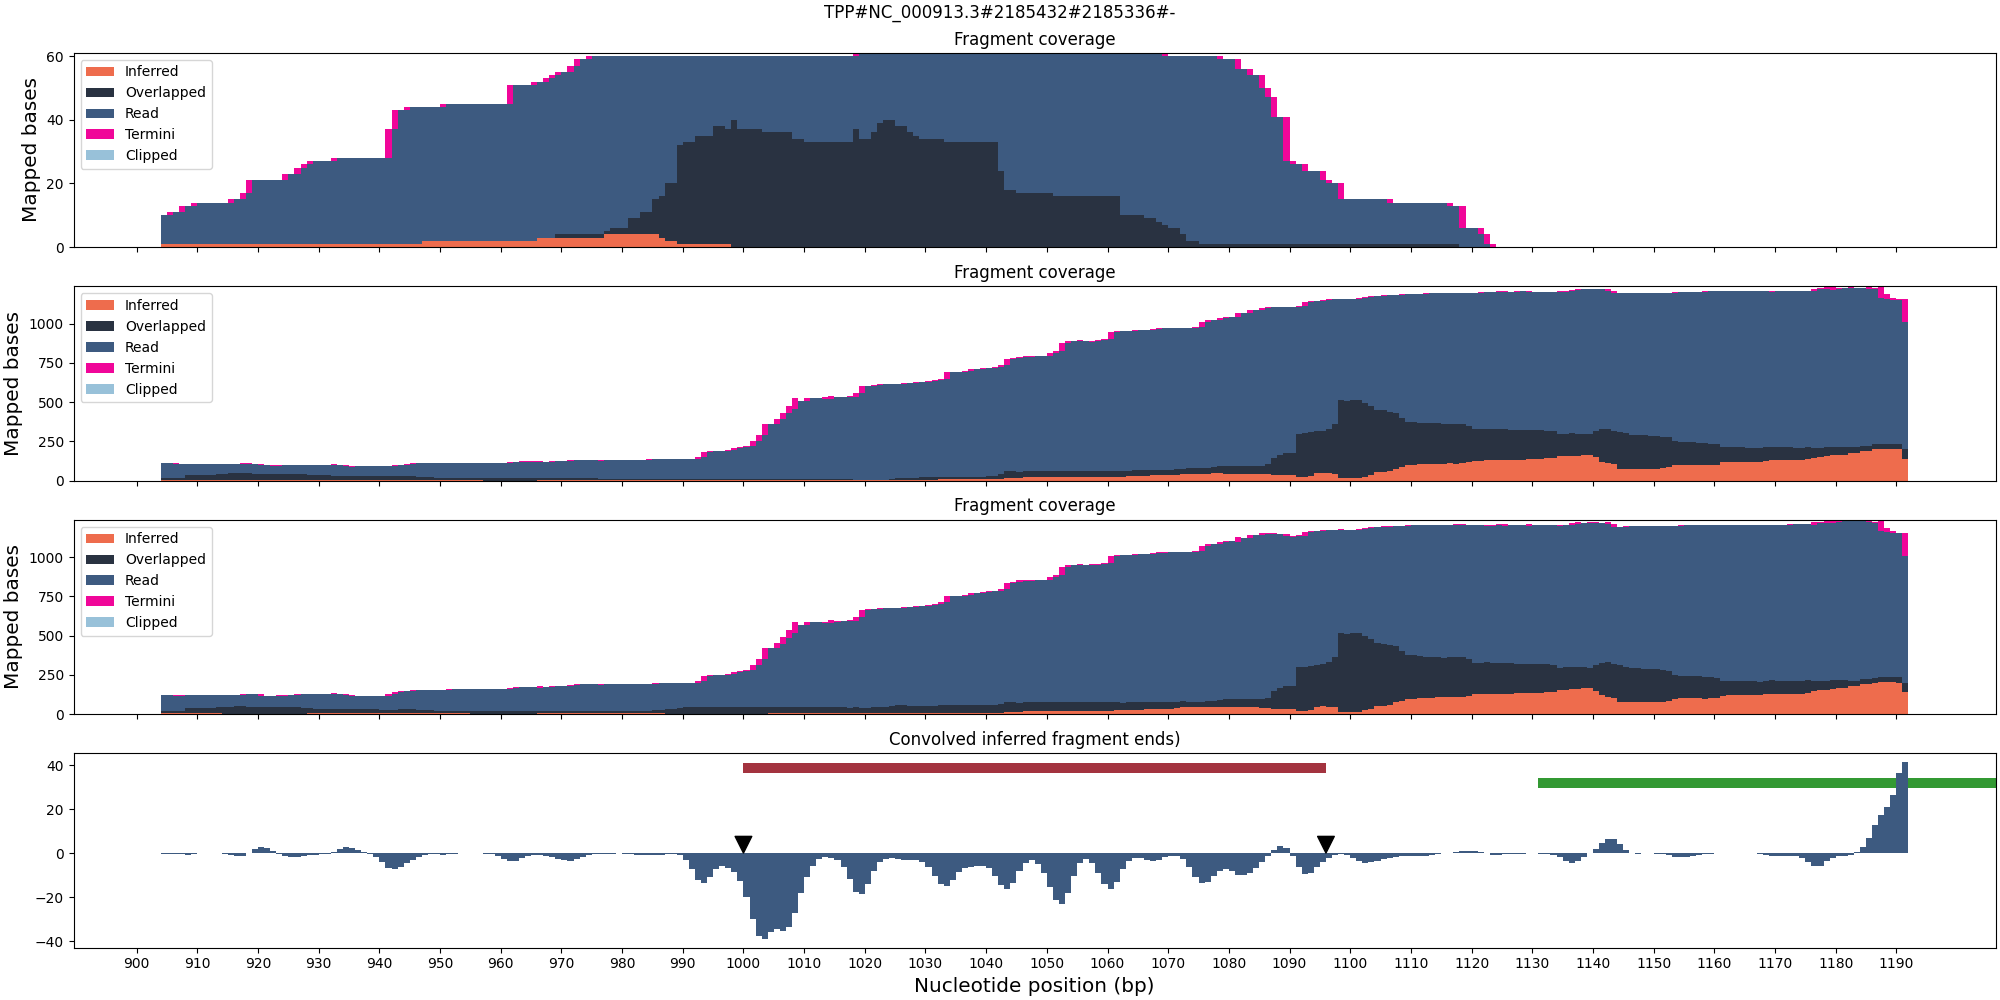 TPP#NC_000913.3#2185432#2185336#-
Fragment coverage
Mapped bases
60
40
20
0
Inferred
Overlapped
Read
Termini
Clipped
Fragment coverage
Mapped bases
1000
750
500
250
0
Inferred
Overlapped
Read
Termini
Clipped
Fragment coverage
Mapped bases
1000
750
500
250
0
Inferred
Overlapped
Read
Termini
Clipped
Convolved inferred fragment ends)
40
20
0
−20
−40
900 910 920 930 940 950 960 970 980 990 1000 1010 1020 1030 1040 1050 1060 1070 1080 1090 1100 1110 1120 1130 1140 1150 1160 1170 1180 1190
Nucleotide position (bp)